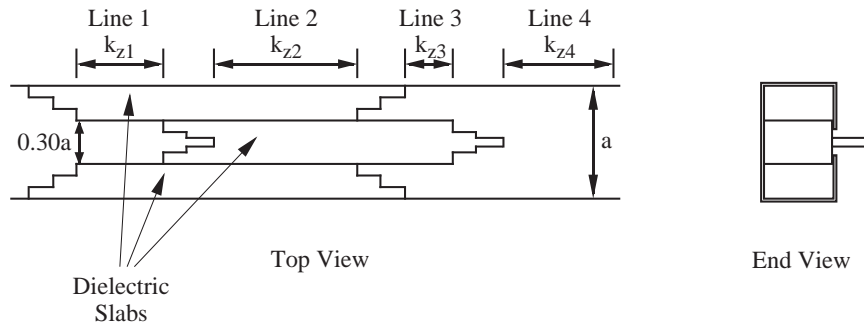 Line 1 Line 2 Line 3 Line 4
k_z1 k_z2 k_z3 k_z4
0.30a a
Top View End View
Dielectric
Slabs